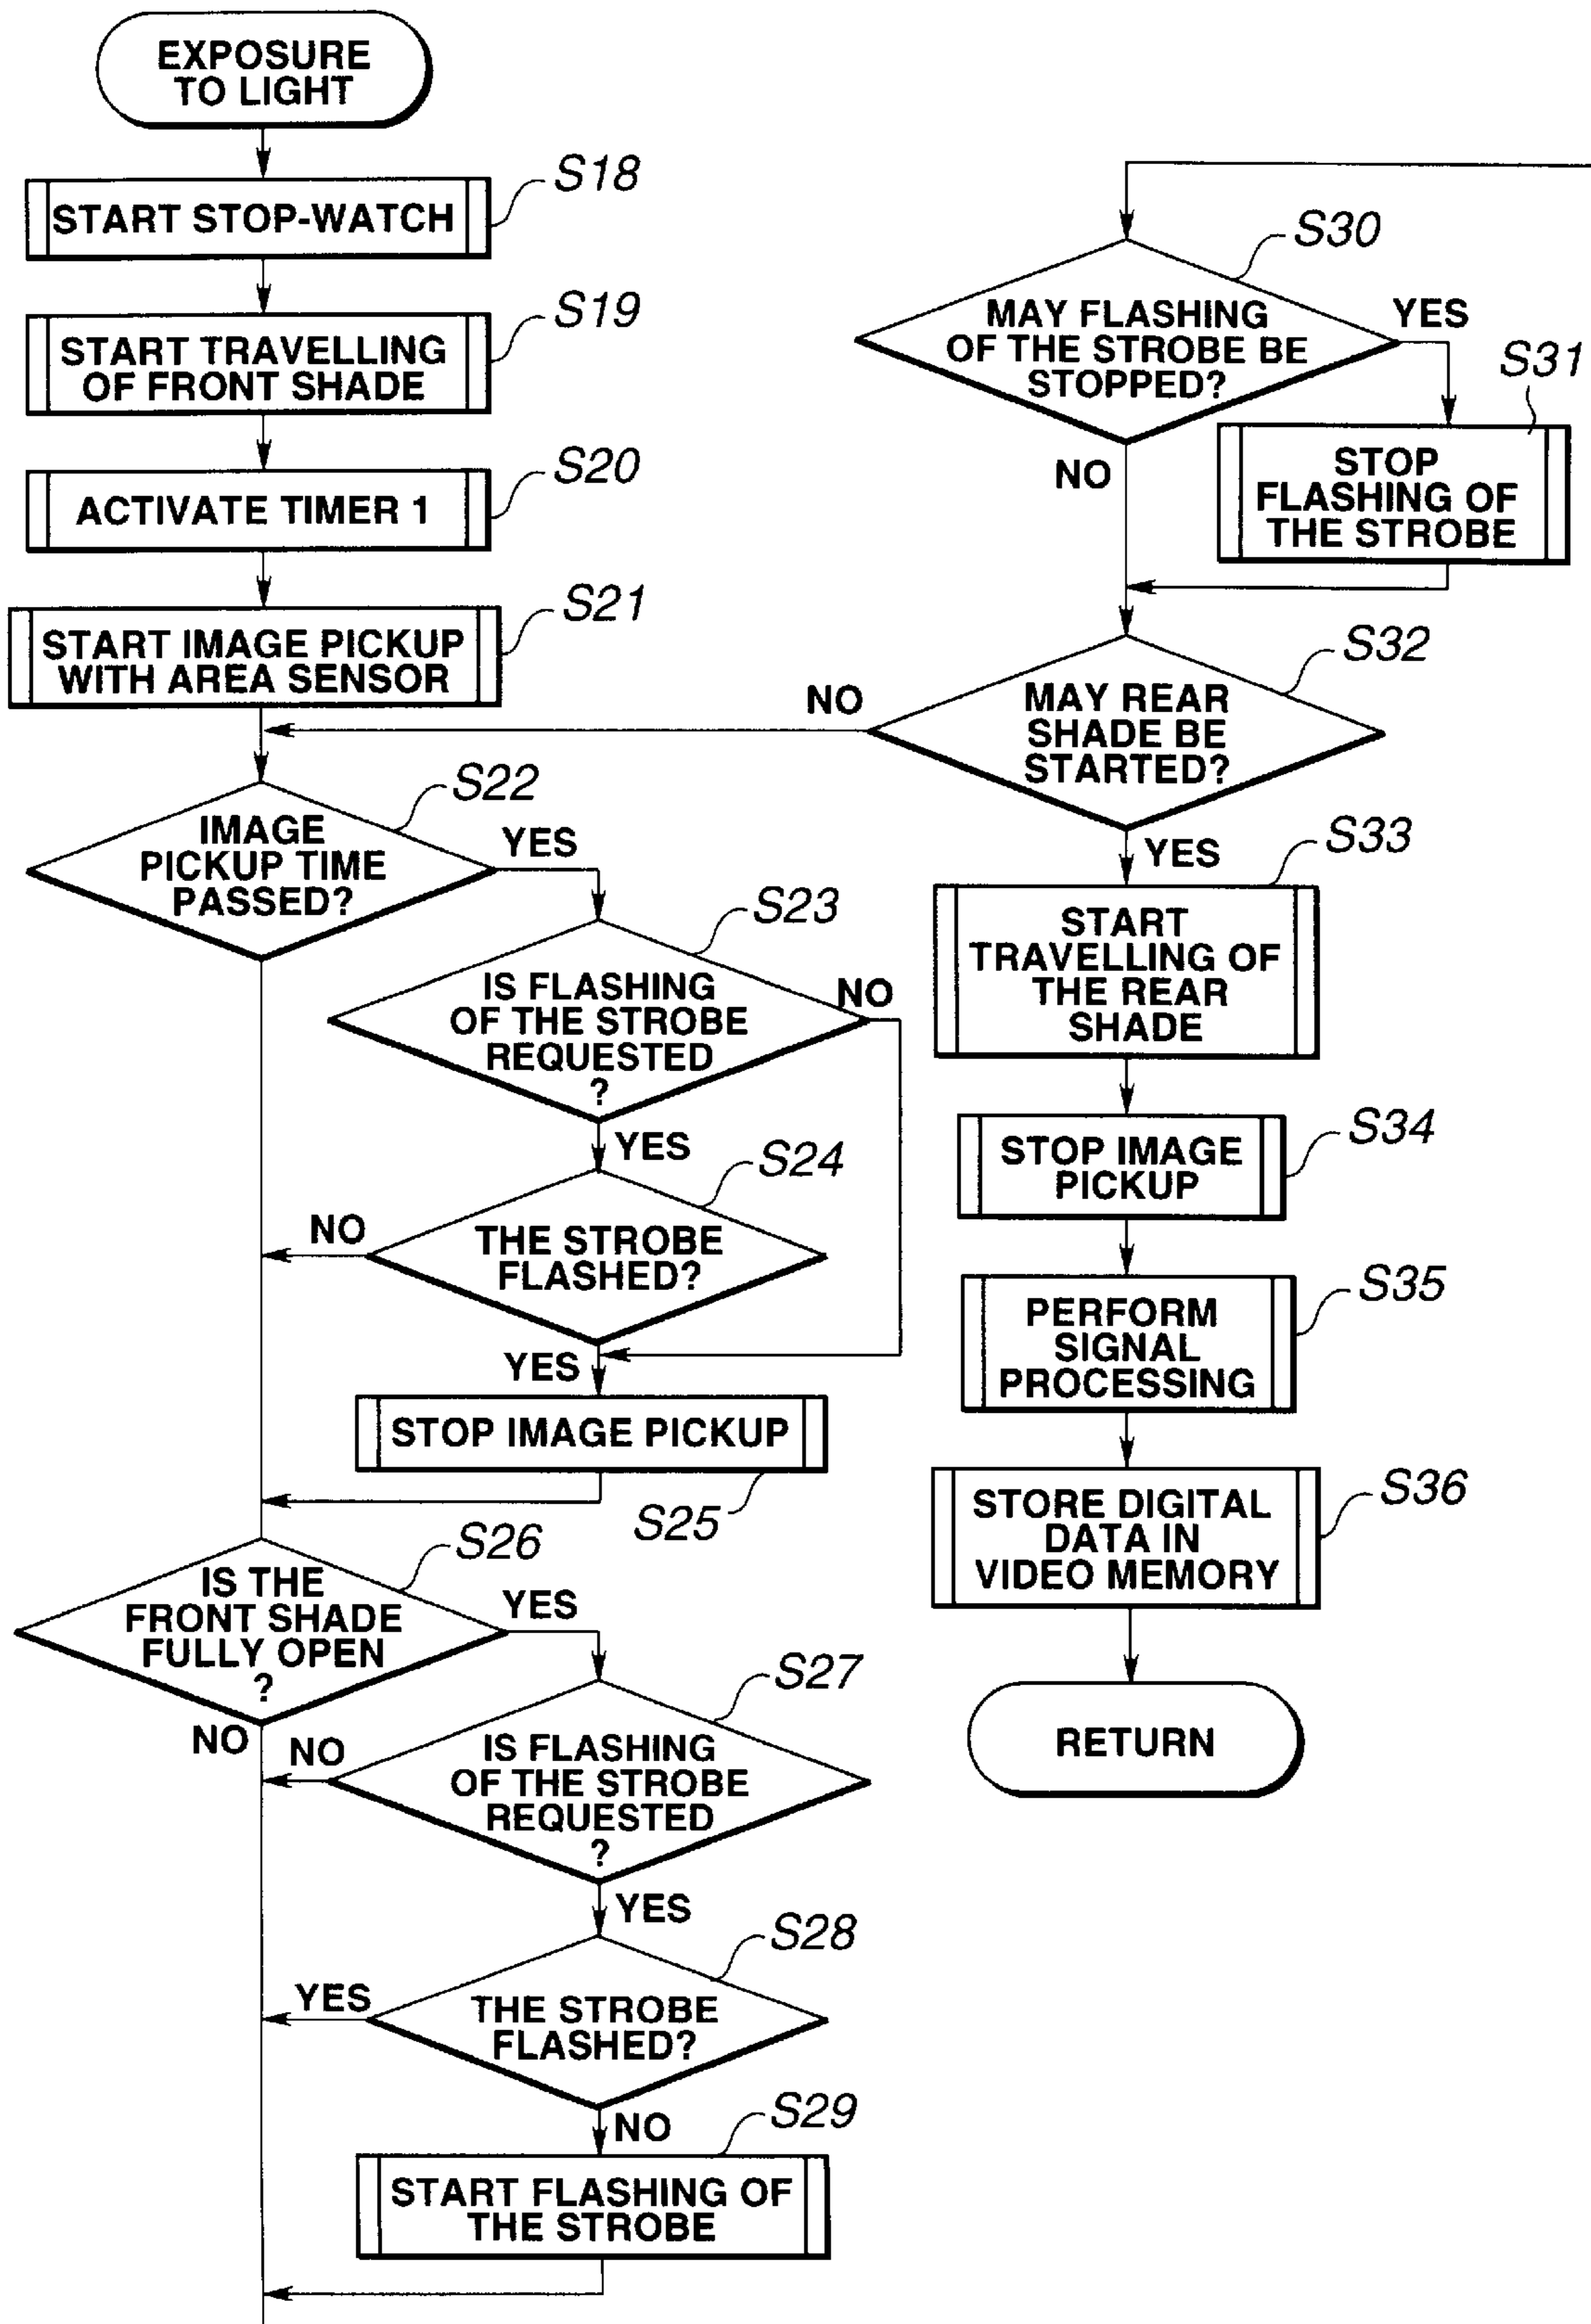 EXPOSURE
TO LIGHT
S18
START STOP-WATCH
S19
START TRAVELLING
OF FRONT SHADE
S20
ACTIVATE TIMER 1
S21
START IMAGE PICKUP
WITH AREA SENSOR
S22
IMAGE
PICKUP TIME
PASSED?
YES
S23
IS FLASHING
OF THE STROBE
REQUESTED
?
NO
YES
S24
THE STROBE
FLASHED?
NO
YES
STOP IMAGE PICKUP
S25
S26
IS THE
FRONT SHADE
FULLY OPEN
?
YES
NO
S27
IS FLASHING
OF THE STROBE
REQUESTED
?
NO
YES
S28
THE STROBE
FLASHED?
YES
NO
S29
START FLASHING OF
THE STROBE
S30
MAY FLASHING
OF THE STROBE BE
STOPPED?
YES
NO
S31
STOP
FLASHING OF
THE STROBE
S32
MAY REAR
SHADE BE
STARTED?
NO
YES
S33
START
TRAVELLING OF
THE REAR
SHADE
S34
STOP IMAGE
PICKUP
S35
PERFORM
SIGNAL
PROCESSING
S36
STORE DIGITAL
DATA IN
VIDEO MEMORY
RETURN